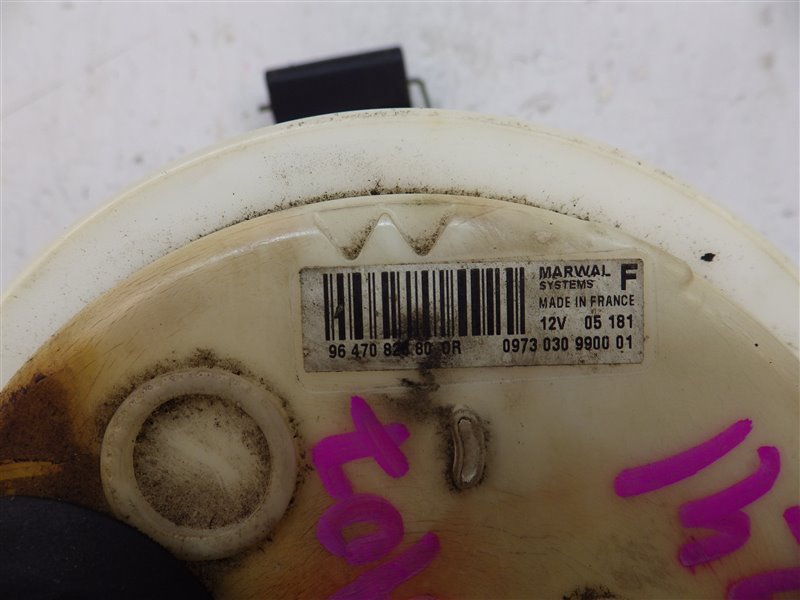 MARWAL F
SYSTEMS
MADE IN FRANCE
12V 05 181
96 470 80 0R 0973 030 9900 01